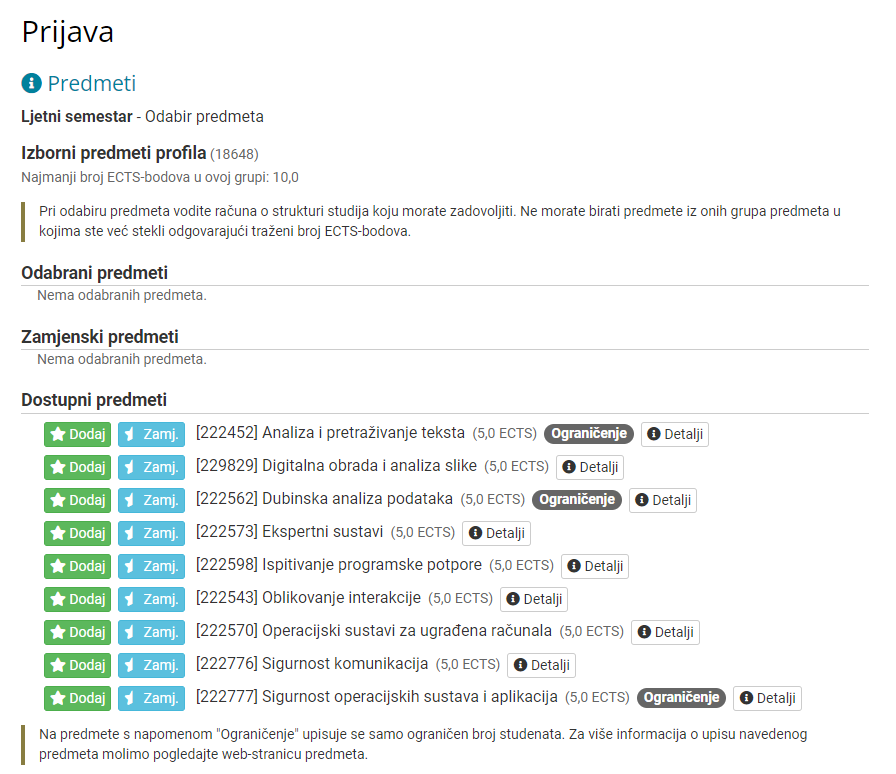 Prijava
Predmeti
Ljetni semestar - Odabir predmeta
Izborni predmeti profila (18648)
Najmanji broj ECTS-bodova u ovoj grupi: 10,0
Pri odabiru predmeta vodite računa o strukturi studija koju morate zadovoljiti. Ne morate birati predmete iz onih grupa predmeta u
kojima ste već stekli odgovarajući traženi broj ECTS-bodova.
Odabrani predmeti
Nema odabranih predmeta.
Zamjenski predmeti
Nema odabranih predmeta.
Dostupni predmeti
Dodaj Zamj. [222452] Analiza i pretraživanje teksta (5,0 ECTS) Ograničenje Detalji
Dodaj Zamj. [229829] Digitalna obrada i analiza slike (5,0 ECTS) Detalji
Dodaj Zamj. [222562] Dubinska analiza podataka (5,0 ECTS) Ograničenje Detalji
Dodaj Zamj. [222573] Ekspertni sustavi (5,0 ECTS) Detalji
Dodaj Zamj. [222598] Ispitivanje programske potpore (5,0 ECTS) Detalji
Dodaj Zamj. [222543] Oblikovanje interakcije (5,0 ECTS) Detalji
Dodaj Zamj. [222570] Operacijski sustavi za ugrađena računala (5,0 ECTS) Detalji
Dodaj Zamj. [222776] Sigurnost komunikacija (5,0 ECTS) Detalji
Dodaj Zamj. [222777] Sigurnost operacijskih sustava i aplikacija (5,0 ECTS) Ograničenje Detalji
Na predmete s napomenom "Ograničenje" upisuje se samo ograničen broj studenata. Za više informacija o upisu navedenog
predmeta molimo pogledajte web-stranicu predmeta.